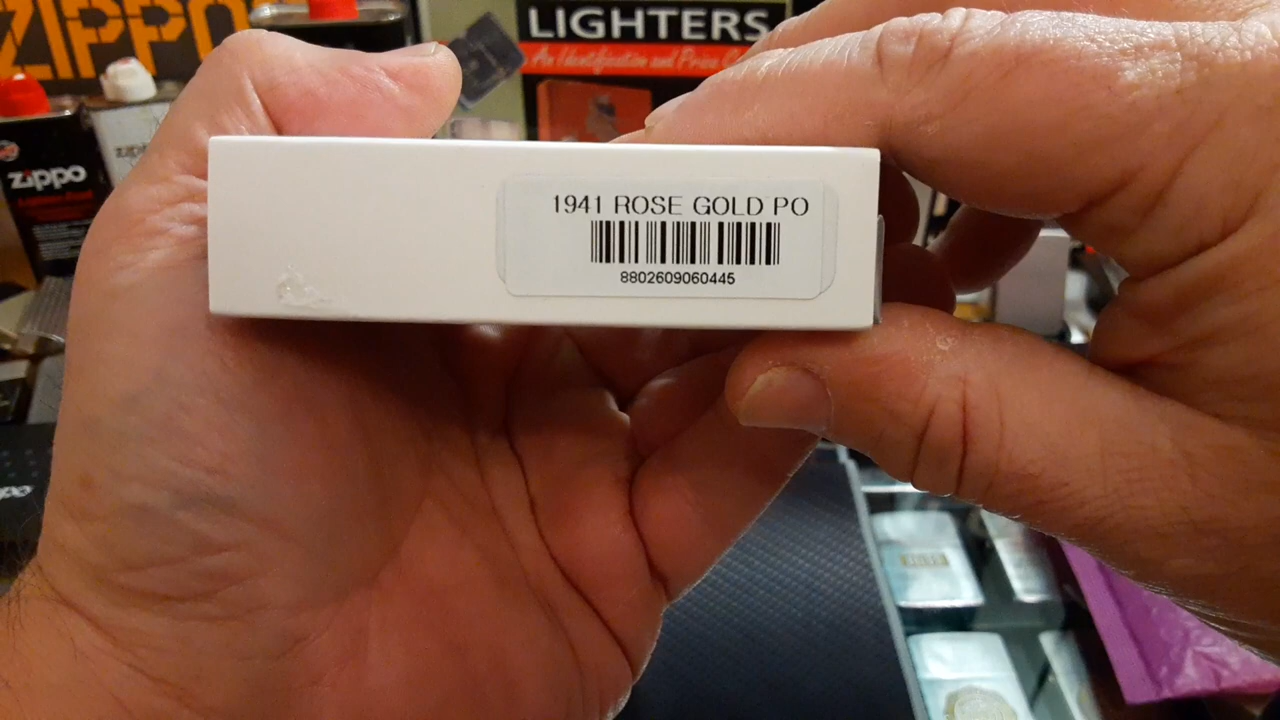 ZIPPO
LIGHTERS
An Identification and Price
zippo
1941 ROSE GOLD PO
8802609060445